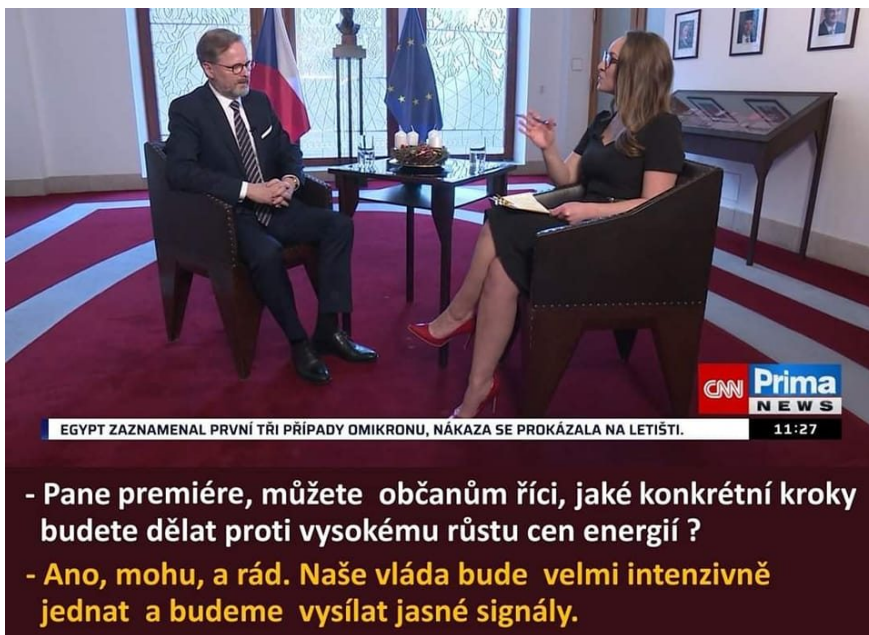 CNN Prima
NEWS
EGYPT ZAZNAMENAL PRVNÍ TŘI PŘÍPADY OMIKRONU, NÁKAZA SE PROKÁZALA NA LETIŠTI.
11:27
- Pane premiére, můžete občanům říci, jaké konkrétní kroky
budete dělat proti vysokému růstu cen energií ?
- Ano, mohu, a rád. Naše vláda bude velmi intenzivně
jednat a budeme vysílat jasné signály.